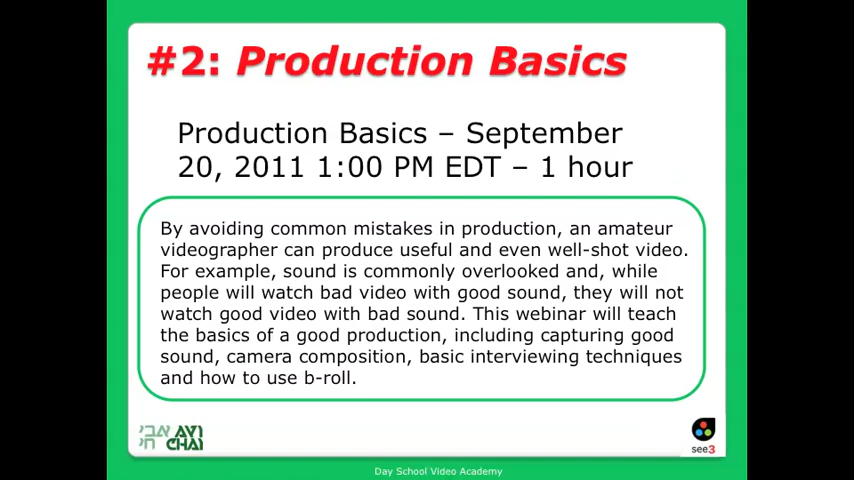 #2: Production Basics
Production Basics – September
20, 2011 1:00 PM EDT – 1 hour
By avoiding common mistakes in production, an amateur
videographer can produce useful and even well-shot video.
For example, sound is commonly overlooked and, while
people will watch bad video with good sound, they will not
watch good video with bad sound. This webinar will teach
the basics of a good production, including capturing good
sound, camera composition, basic interviewing techniques
and how to use b-roll.
אבי AVI
חי CHAI
see3
Day School Video Academy